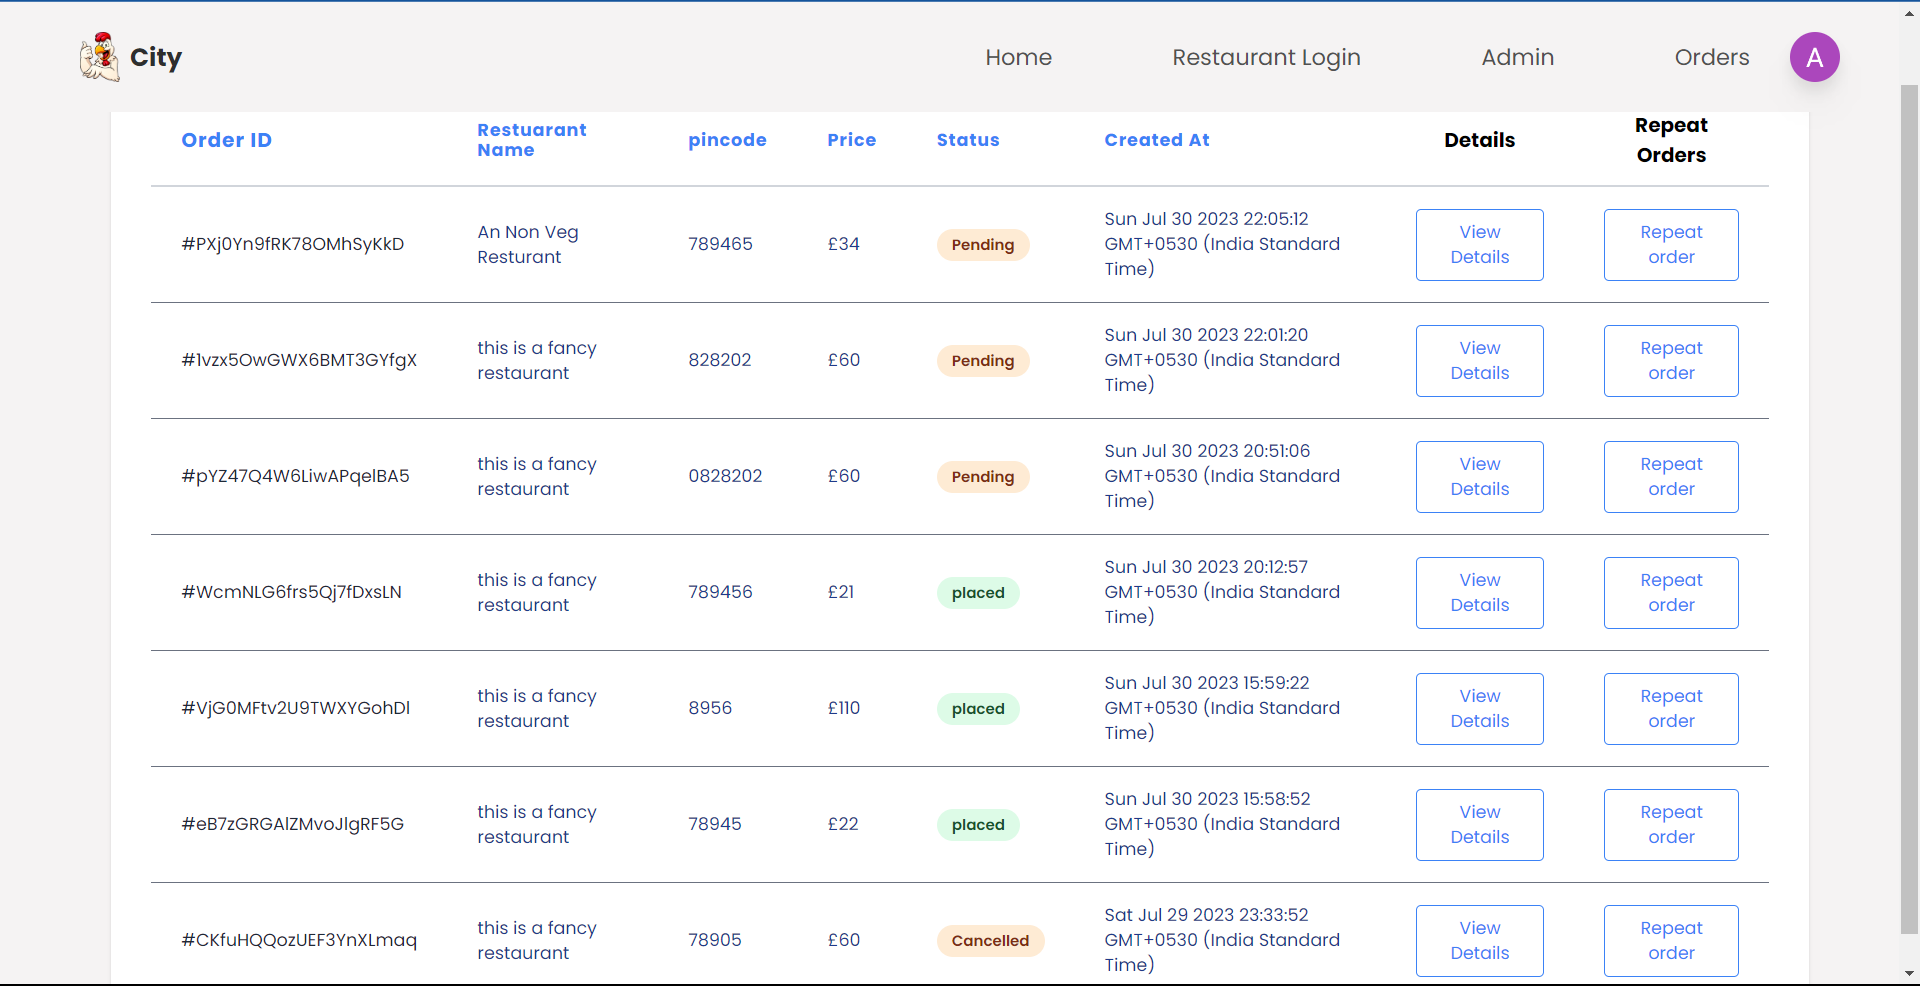 City
Home
Restaurant Login
Admin
Orders
A
Order ID
Restuarant
Name
pincode
Price
Status
Created At
Details
Repeat
Orders
#PXj0Yn9fRK78OMhSyKkD
An Non Veg
Resturant
789465
£34
Pending
Sun Jul 30 2023 22:05:12
GMT+0530 (India Standard
Time)
View
Details
Repeat
order
#1vzx5OwGWX6BMT3GYfgX
this is a fancy
restaurant
828202
£60
Pending
Sun Jul 30 2023 22:01:20
GMT+0530 (India Standard
Time)
View
Details
Repeat
order
#pYZ47Q4W6LiwAPqelBA5
this is a fancy
restaurant
0828202
£60
Pending
Sun Jul 30 2023 20:51:06
GMT+0530 (India Standard
Time)
View
Details
Repeat
order
#WcmNLG6frs5Qj7fDxsLN
this is a fancy
restaurant
789456
£21
placed
Sun Jul 30 2023 20:12:57
GMT+0530 (India Standard
Time)
View
Details
Repeat
order
#VjG0MFtv2U9TWXYGohDl
this is a fancy
restaurant
8956
£110
placed
Sun Jul 30 2023 15:59:22
GMT+0530 (India Standard
Time)
View
Details
Repeat
order
#eB7zGRGAlZMvoJlgRF5G
this is a fancy
restaurant
78945
£22
placed
Sun Jul 30 2023 15:58:52
GMT+0530 (India Standard
Time)
View
Details
Repeat
order
#CKfuHQQozUEF3YnXLmaq
this is a fancy
restaurant
78905
£60
Cancelled
Sat Jul 29 2023 23:33:52
GMT+0530 (India Standard
Time)
View
Details
Repeat
order